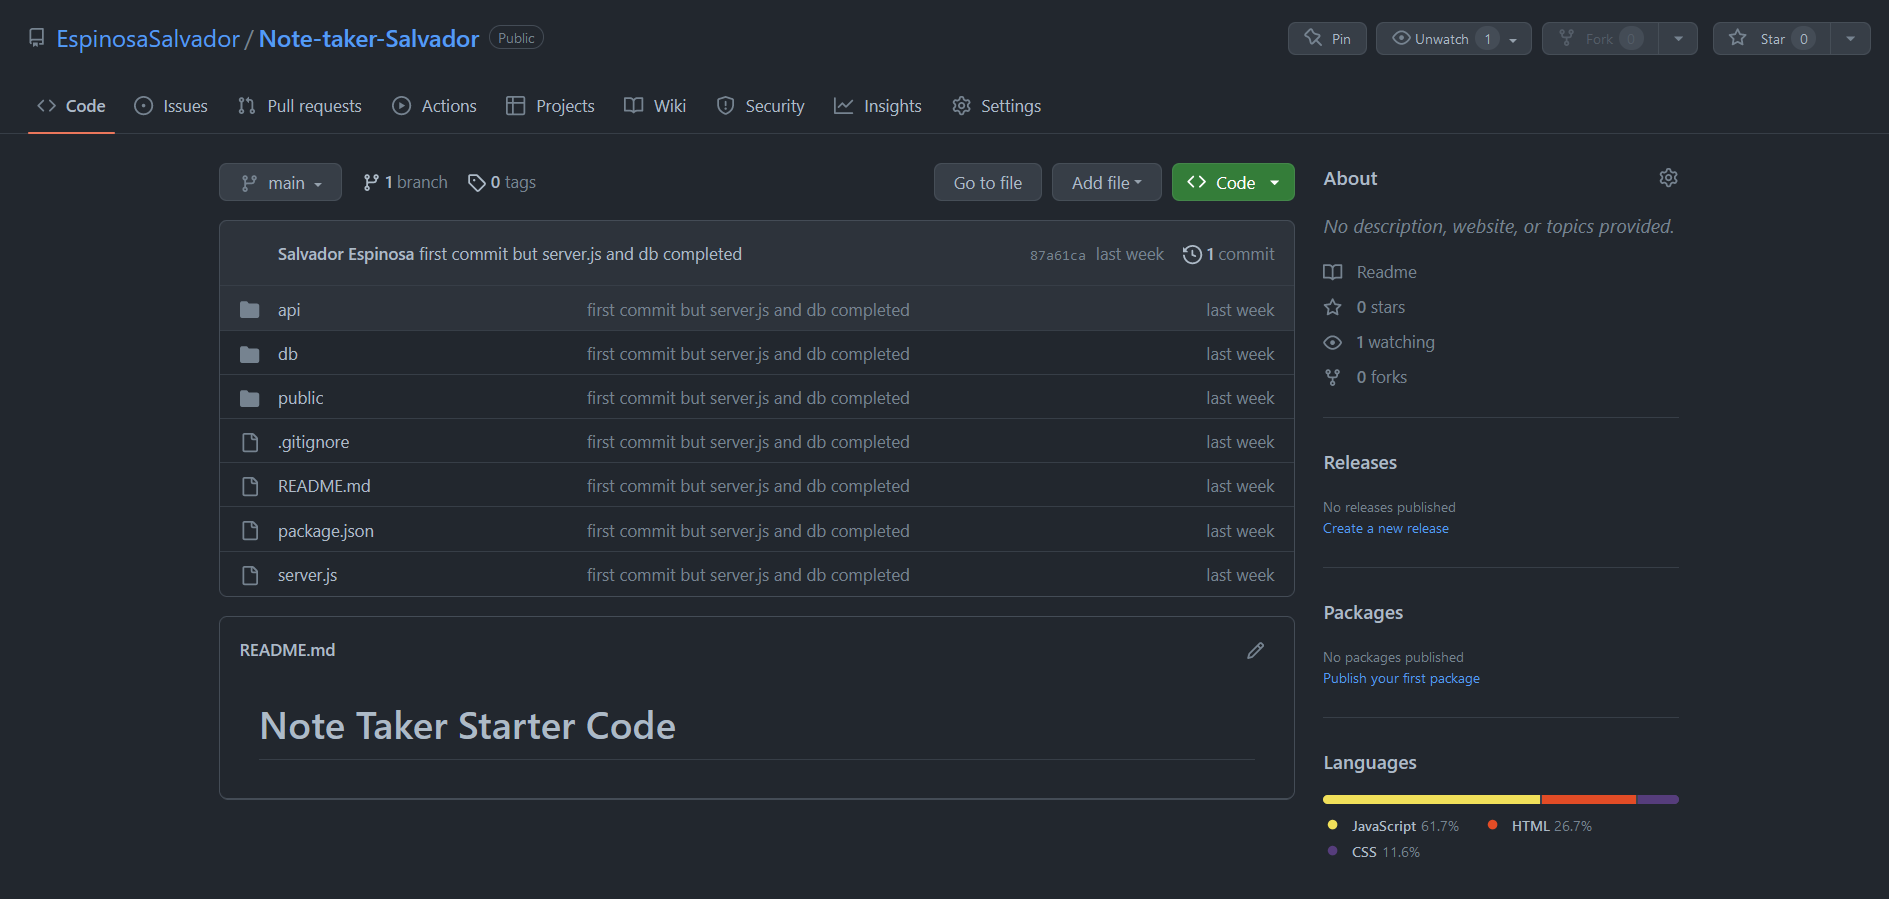 EspinosaSalvador / Note-taker-Salvador Public
Pin Unwatch 1 Fork 0 Star 0
Code Issues Pull requests Actions Projects Wiki Security Insights Settings
main 1 branch 0 tags Go to file Add file Code
Salvador Espinosa first commit but server.js and db completed 87a61ca last week 1 commit
api first commit but server.js and db completed last week
db first commit but server.js and db completed last week
public first commit but server.js and db completed last week
.gitignore first commit but server.js and db completed last week
README.md first commit but server.js and db completed last week
package.json first commit but server.js and db completed last week
server.js first commit but server.js and db completed last week
README.md
Note Taker Starter Code
About
No description, website, or topics provided.
Readme
0 stars
1 watching
0 forks
Releases
No releases published
Create a new release
Packages
No packages published
Publish your first package
Languages
JavaScript 61.7% HTML 26.7%
CSS 11.6%